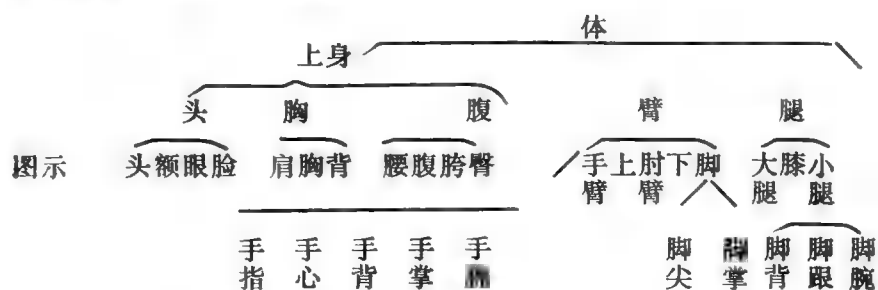 体
上身
头 胸 腹 臂 腿
图示 头额眼脸 肩胸背 腰腹胯臀 手臂 上臂 肘 下 脚 大腿 膝 小腿
手指 手心 手背 手掌 手 脚尖 掌 脚背 脚跟 脚腕